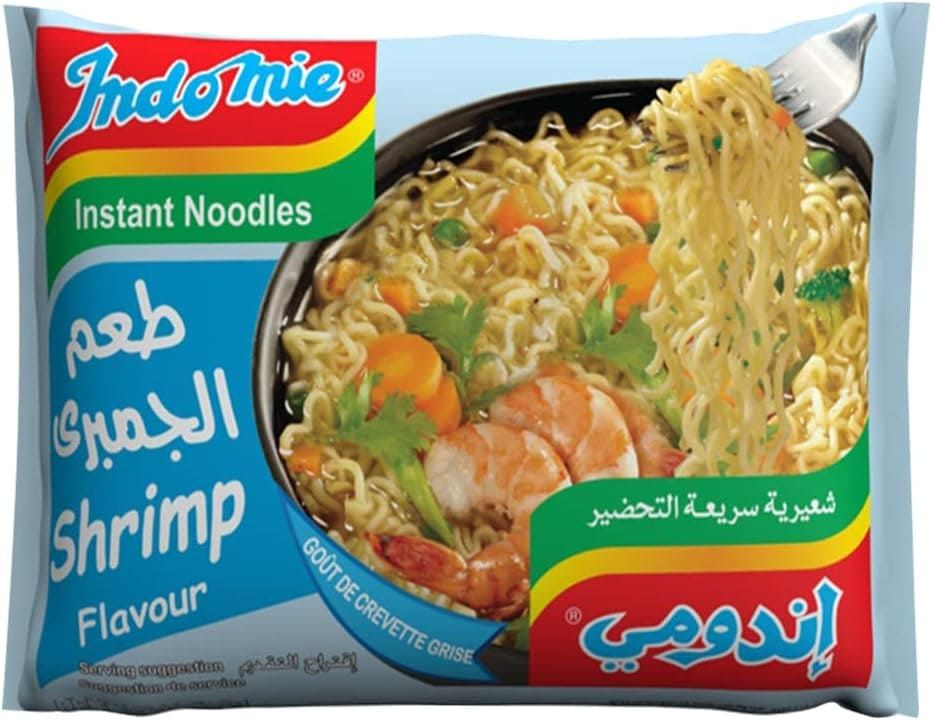 Indomie®
Instant Noodles
طعم
الجمبرى
Shrimp
Flavour
GOÛT DE CREVETTE GRISE
شعيرية سريعة التحضير
إندومي®
Serving suggestion إقتراح التقديم
Suggestion de service